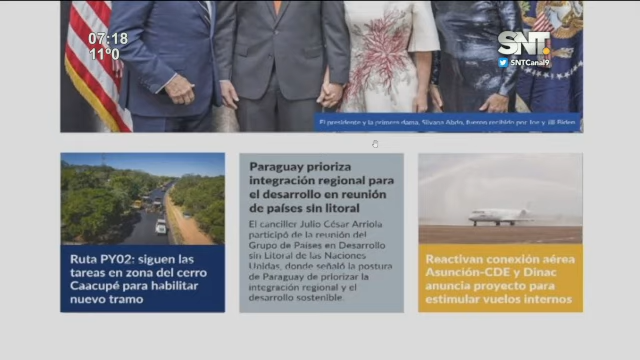 07:18
11°0
SNT
SNTCanal9
El presidente y la primera dama, Silvana Abdo, fueron recibido por Joe y Jill Biden
Ruta PY02: siguen las
tareas en zona del cerro
Caacupé para habilitar
nuevo tramo
Paraguay prioriza
integración regional para
el desarrollo en reunión
de países sin litoral
El canciller Julio César Arriola
participó de la reunión del
Grupo de Países en Desarrollo
sin Litoral de las Naciones
Unidas, donde señaló la postura
de Paraguay de priorizar la
integración regional y el
desarrollo sostenible.
Reactivan conexión aérea
Asunción-CDE y Dinac
anuncia proyecto para
estimular vuelos internos